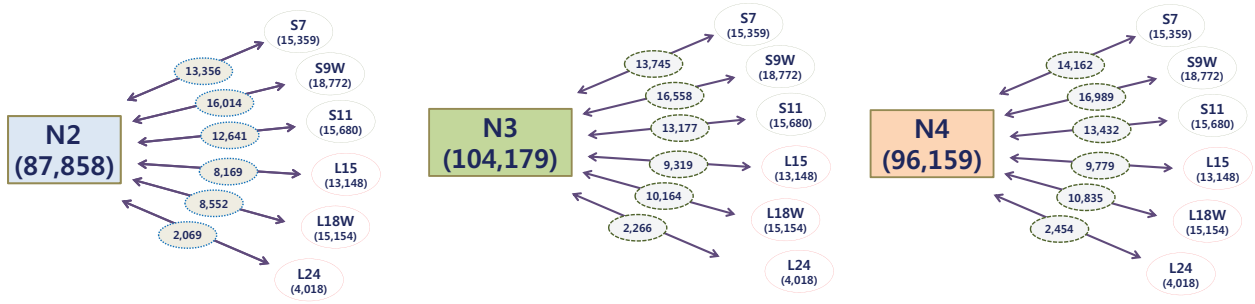 N2
(87,858)
13,356
16,014
12,641
8,169
8,552
2,069
S7
(15,359)
S9W
(18,772)
S11
(15,680)
L15
(13,148)
L18W
(15,154)
L24
(4,018)
N3
(104,179)
13,745
16,558
13,177
9,319
10,164
2,266
S7
(15,359)
S9W
(18,772)
S11
(15,680)
L15
(13,148)
L18W
(15,154)
L24
(4,018)
N4
(96,159)
14,162
16,989
13,432
9,779
10,835
2,454
S7
(15,359)
S9W
(18,772)
S11
(15,680)
L15
(13,148)
L18W
(15,154)
L24
(4,018)